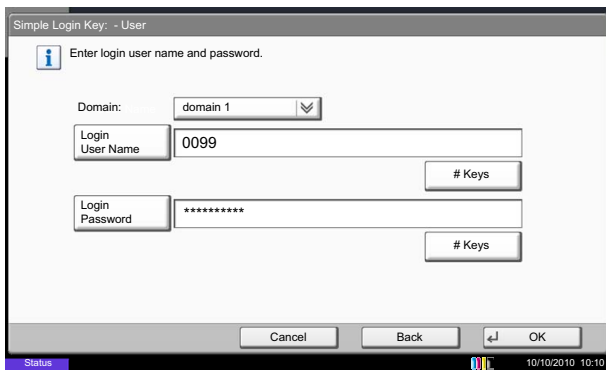 Simple Login Key: - User
Enter login user name and password.
Domain: domain 1
Login
User Name
0099
# Keys
Login
Password
**********
# Keys
Cancel Back OK
Status 10/10/2010 10:10